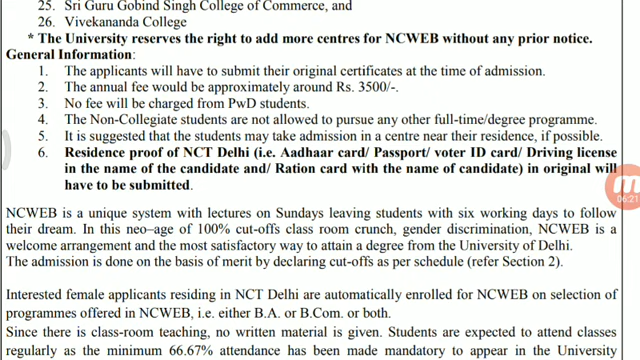 25. Sri Guru Gobind Singh College of Commerce, and
26. Vivekananda College
* The University reserves the right to add more centres for NCWEB without any prior notice.
General Information:
1. The applicants will have to submit their original certificates at the time of admission.
2. The annual fee would be approximately around Rs. 3500/-.
3. No fee will be charged from PwD students.
4. The Non-Collegiate students are not allowed to pursue any other full-time/degree programme.
5. It is suggested that the students may take admission in a centre near their residence, if possible.
6. Residence proof of NCT Delhi (i.e. Aadhaar card/ Passport/ voter ID card/ Driving license
in the name of the candidate and/ Ration card with the name of candidate) in original will
have to be submitted.
06:21
NCWEB is a unique system with lectures on Sundays leaving students with six working days to follow
their dream. In this neo–age of 100% cut-offs class room crunch, gender discrimination, NCWEB is a
welcome arrangement and the most satisfactory way to attain a degree from the University of Delhi.
The admission is done on the basis of merit by declaring cut-offs as per schedule (refer Section 2).
Interested female applicants residing in NCT Delhi are automatically enrolled for NCWEB on selection of
programmes offered in NCWEB, i.e. either B.A. or B.Com. or both.
Since there is class-room teaching, no written material is given. Students are expected to attend classes
regularly as the minimum 66.67% attendance has been made mandatory to appear in the University